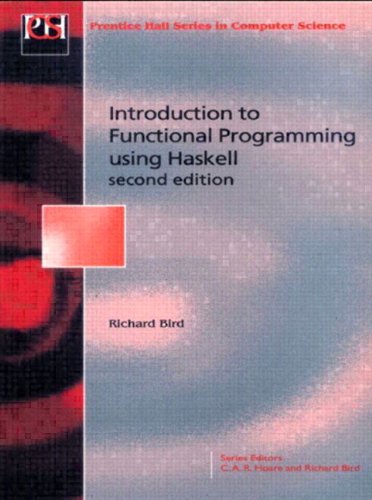 PCS
Prentice Hall Series in Computer Science
Introduction to
Functional Programming
using Haskell
second edition
Richard Bird
Series Editors
C. A. R. Hoare and Richard Bird